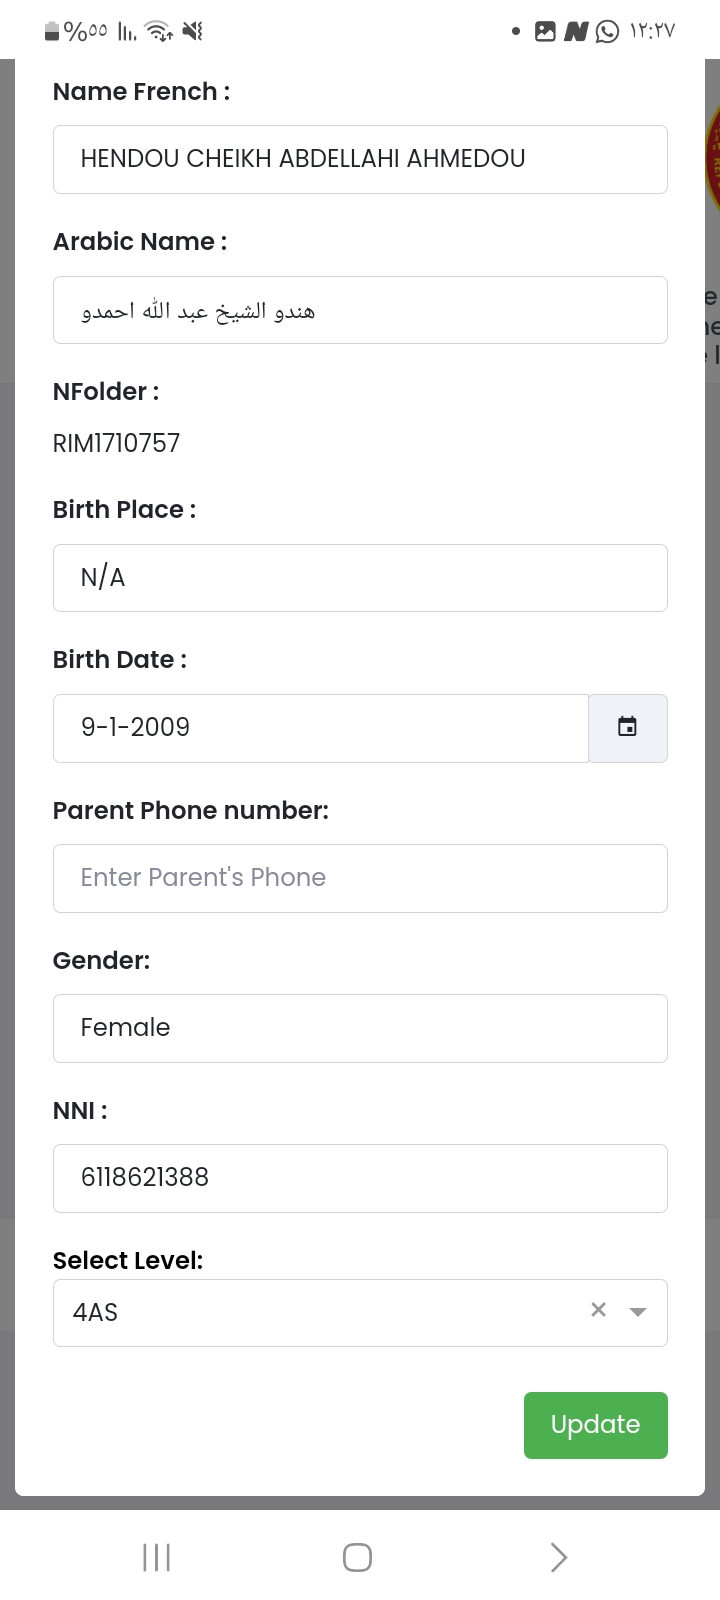 %٥٥ ١٢:٢٧
Name French :
HENDOU CHEIKH ABDELLAHI AHMEDOU
Arabic Name :
هندو الشيخ عبد الله احمدو
NFolder :
RIM1710757
Birth Place :
N/A
Birth Date :
9-1-2009
Parent Phone number:
Enter Parent's Phone
Gender:
Female
NNI :
6118621388
Select Level:
4AS
Update